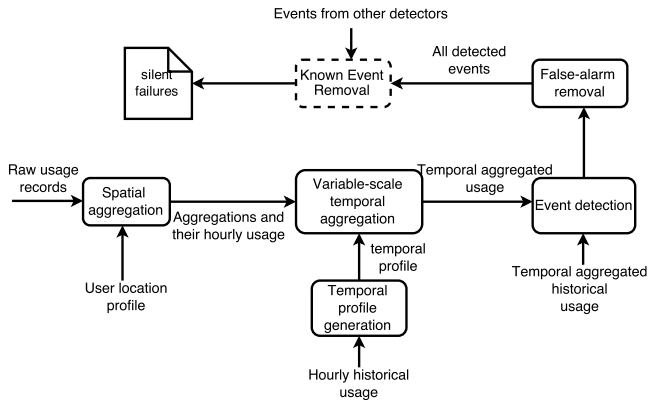 Events from other detectors
silent
failures
Known Event
Removal
All detected
events
False-alarm
removal
Raw usage
records
Spatial
aggregation
Aggregations and
their hourly usage
Variable-scale
temporal
aggregation
Temporal aggregated
usage
Event detection
User location
profile
temporal
profile
Temporal
profile
generation
Temporal aggregated
historical
usage
Hourly historical
usage